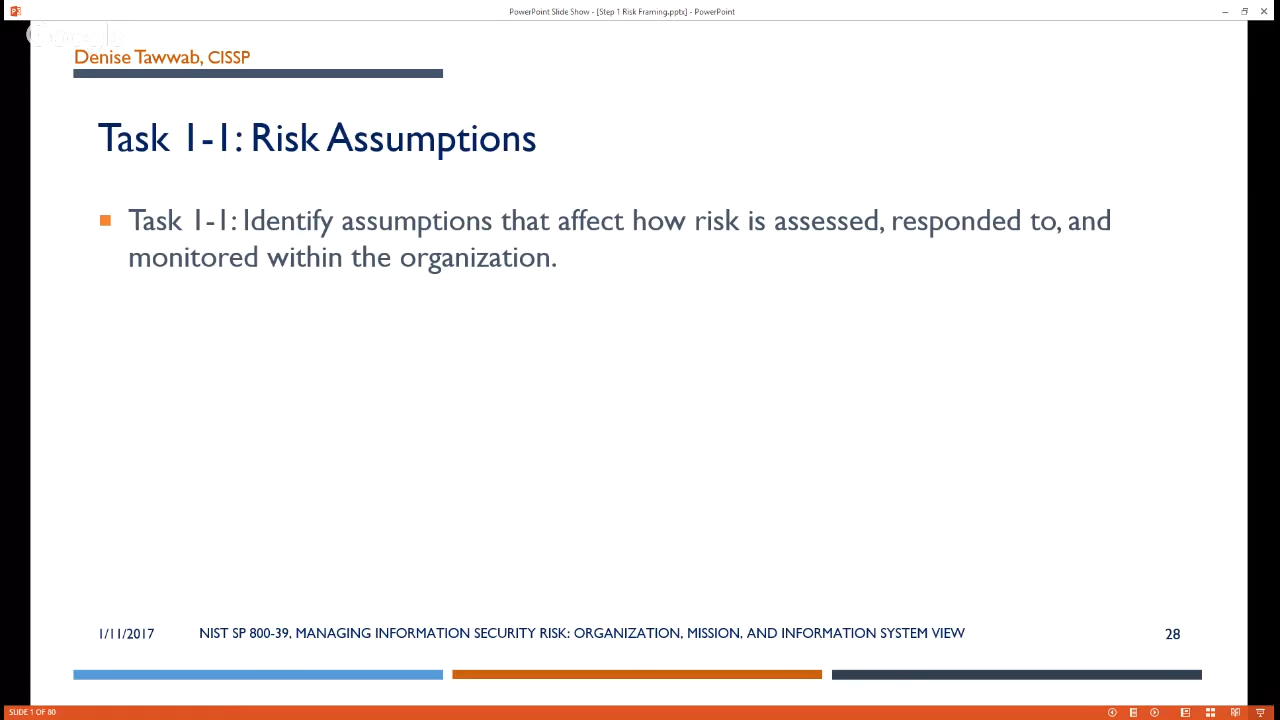 PowerPoint Slide Show - [Step 1 Risk Framing.pptx] - PowerPoint
Denise Tawwab, CISSP
Task 1-1: Risk Assumptions
Task 1-1: Identify assumptions that affect how risk is assessed, responded to, and
monitored within the organization.
1/11/2017 NIST SP 800-39, MANAGING INFORMATION SECURITY RISK: ORGANIZATION, MISSION, AND INFORMATION SYSTEM VIEW 28
SLIDE 1 OF 80